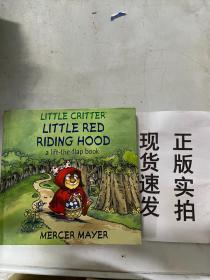 LITTLE CRITTER®
LITTLE RED
RIDING HOOD
a lift-the-flap book
MERCER MAYER
正版实拍
现货速发